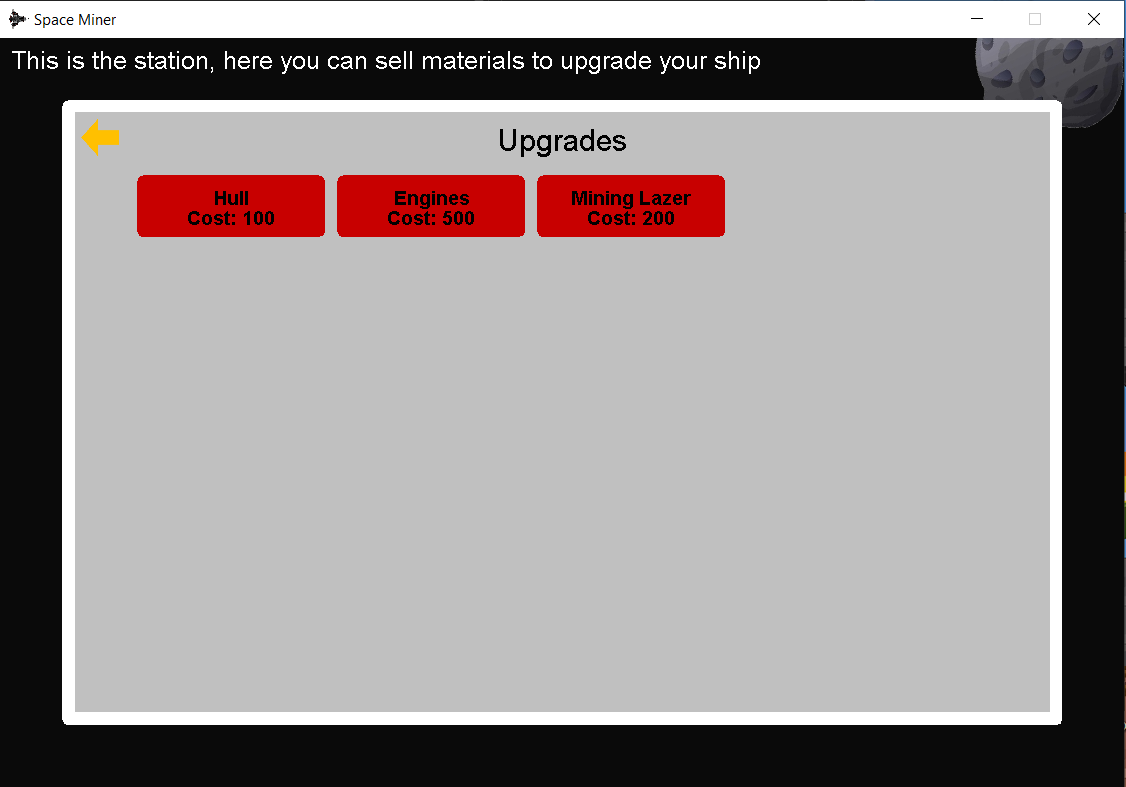 Space Miner
This is the station, here you can sell materials to upgrade your ship
Upgrades
Hull
Cost: 100
Engines
Cost: 500
Mining Lazer
Cost: 200